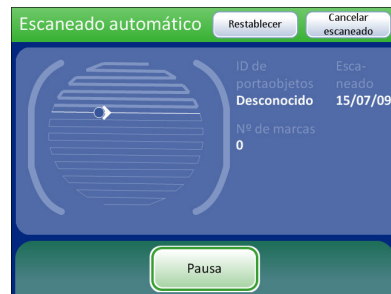 Escaneado automático
Restablecer
Cancelar
escaneado
ID de
portaobjetos
Desconocido
Esca-
neado
15/07/09
Nº de marcas
0
Pausa